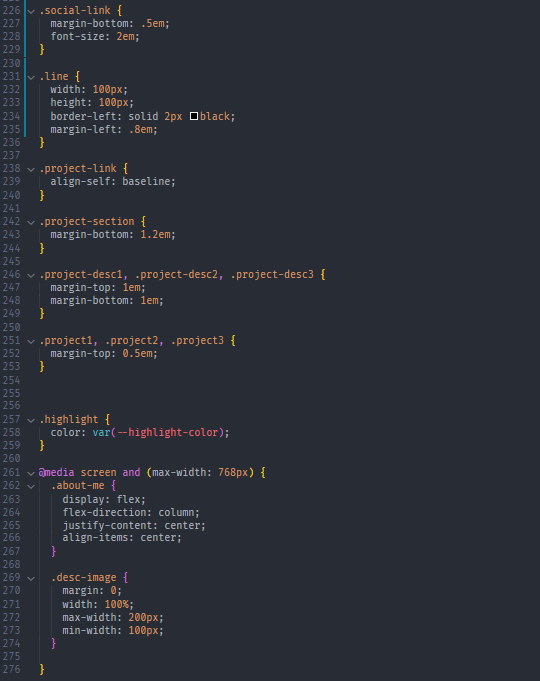 226 .social-link {
227 margin-bottom: .5em;
228 font-size: 2em;
229 }
230
231 .line {
232 width: 100px;
233 height: 100px;
234 border-left: solid 2px black;
235 margin-left: .8em;
236 }
237
238 .project-link {
239 align-self: baseline;
240 }
241
242 .project-section {
243 margin-bottom: 1.2em;
244 }
245
246 .project-desc1, .project-desc2, .project-desc3 {
247 margin-top: 1em;
248 margin-bottom: 1em;
249 }
250
251 .project1, .project2, .project3 {
252 margin-top: 0.5em;
253 }
254
255
256
257 .highlight {
258 color: var(--highlight-color);
259 }
260
261 @media screen and (max-width: 768px) {
262 .about-me {
263 display: flex;
264 flex-direction: column;
265 justify-content: center;
266 align-items: center;
267 }
268
269 .desc-image {
270 margin: 0;
271 width: 100%;
272 max-width: 200px;
273 min-width: 100px;
274 }
275
276 }